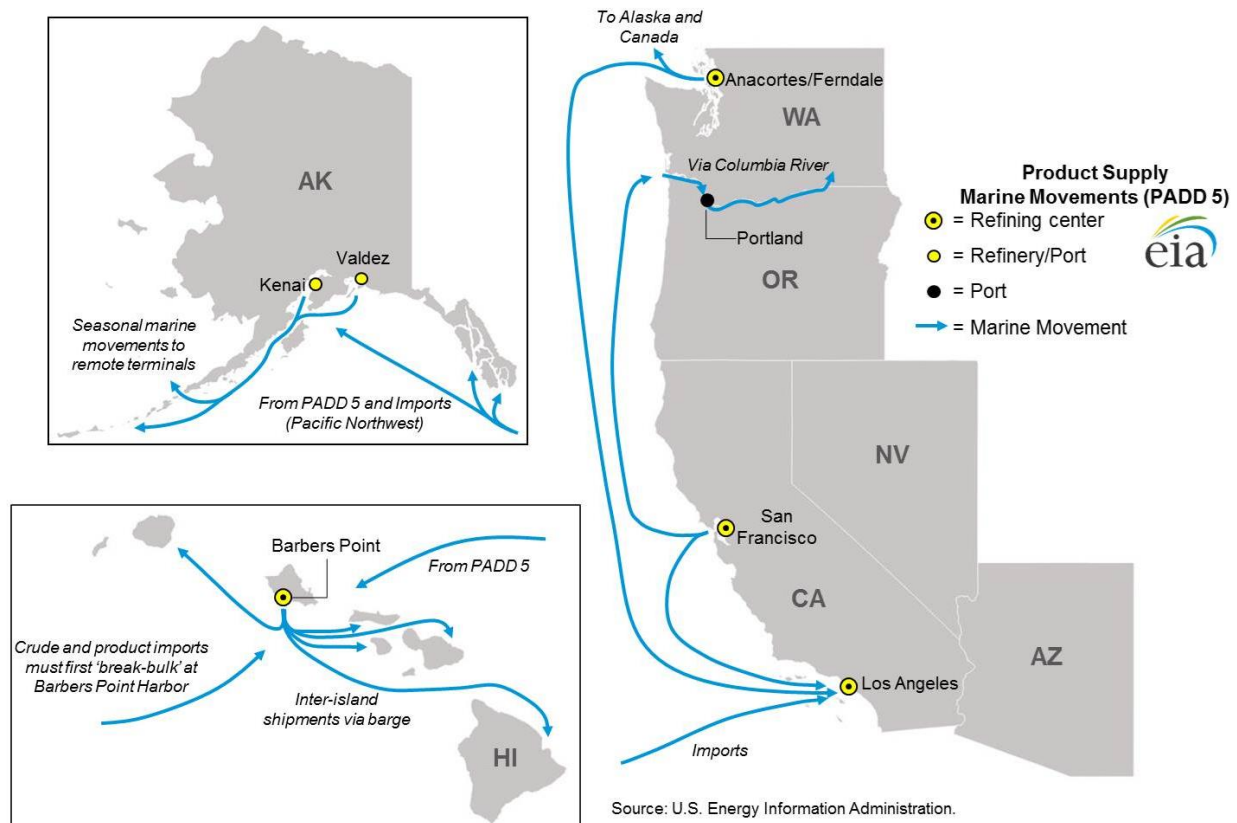 To Alaska and
Canada
Anacortes/Ferndale
WA
Via Columbia River
Portland
OR
NV
San
Francisco
CA
AZ
Los Angeles
Imports
Product Supply
Marine Movements (PADD 5)
= Refining center
= Refinery/Port
= Port
= Marine Movement
eia
AK
Valdez
Kenai
Seasonal marine
movements to
remote terminals
From PADD 5 and Imports
(Pacific Northwest)
Barbers Point
From PADD 5
Crude and product imports
must first ‘break-bulk’ at
Barbers Point Harbor
Inter-island
shipments via barge
HI
Source: U.S. Energy Information Administration.